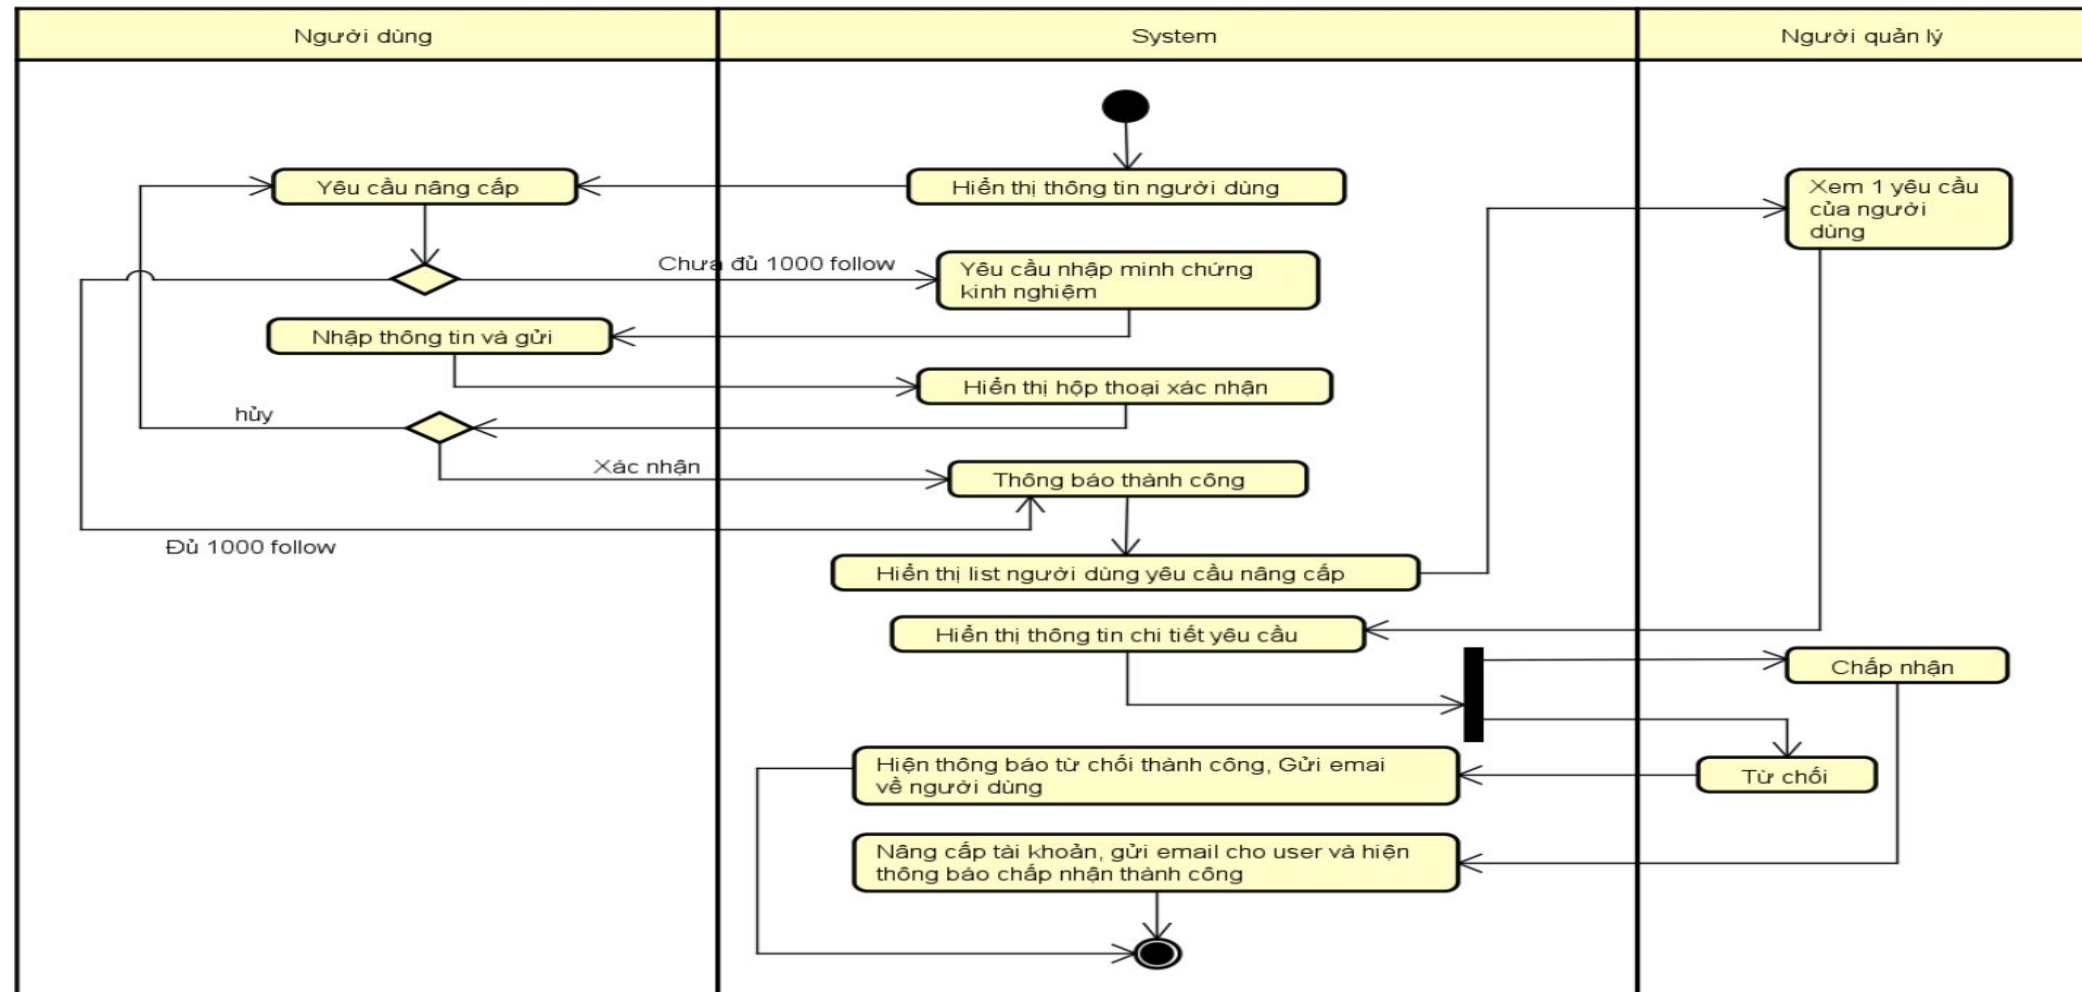 Người dùng
System
Người quản lý
Yêu cầu nâng cấp
Hiển thị thông tin người dùng
Xem 1 yêu cầu
của người
dùng
Chưa đủ 1000 follow
Yêu cầu nhập minh chứng
kinh nghiệm
Nhập thông tin và gửi
Hiển thị hộp thoại xác nhận
hủy
Xác nhận
Thông báo thành công
Đủ 1000 follow
Hiển thị list người dùng yêu cầu nâng cấp
Hiển thị thông tin chi tiết yêu cầu
Chấp nhận
Hiện thông báo từ chối thành công, Gửi emai
về người dùng
Từ chối
Nâng cấp tài khoản, gửi email cho user và hiện
thông báo chấp nhận thành công